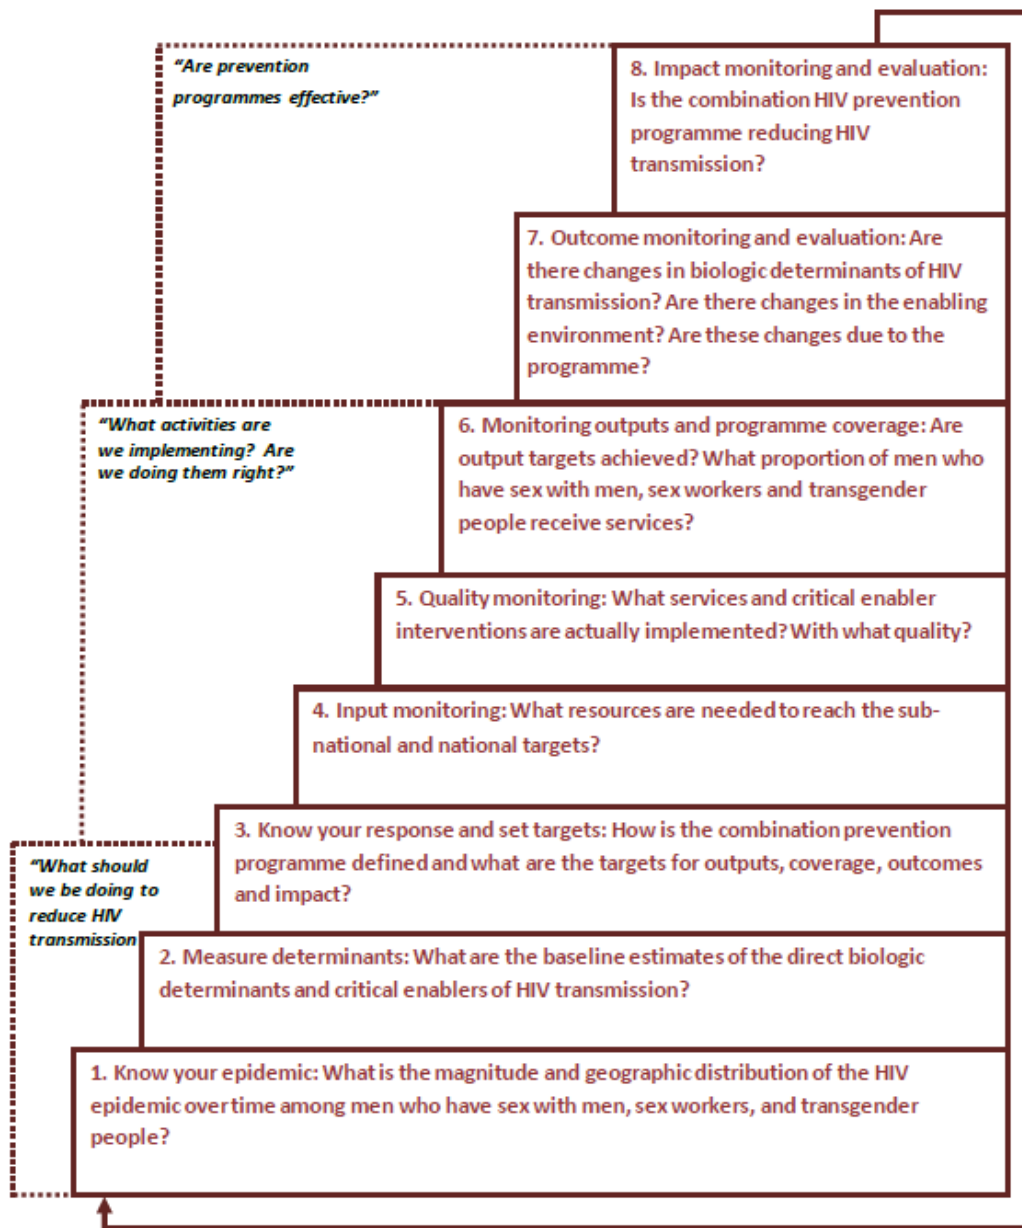 “Are prevention
programmes effective?”
8. Impact monitoring and evaluation:
Is the combination HIV prevention
programme reducing HIV
transmission?
7. Outcome monitoring and evaluation: Are
there changes in biologic determinants of HIV
transmission? Are there changes in the enabling
environment? Are these changes due to the
programme?
“What activities are
we implementing? Are
we doing them right?”
6. Monitoring outputs and programme coverage: Are
output targets achieved? What proportion of men who
have sex with men, sex workers and transgender
people receive services?
5. Quality monitoring: What services and critical enabler
interventions are actually implemented? With what quality?
4. Input monitoring: What resources are needed to reach the sub-
national and national targets?
3. Know your response and set targets: How is the combination prevention
programme defined and what are the targets for outputs, coverage, outcomes
and impact?
“What should
we be doing to
reduce HIV
transmission
2. Measure determinants: What are the baseline estimates of the direct biologic
determinants and critical enablers of HIV transmission?
1. Know your epidemic: What is the magnitude and geographic distribution of the HIV
epidemic over time among men who have sex with men, sex workers, and transgender
people?